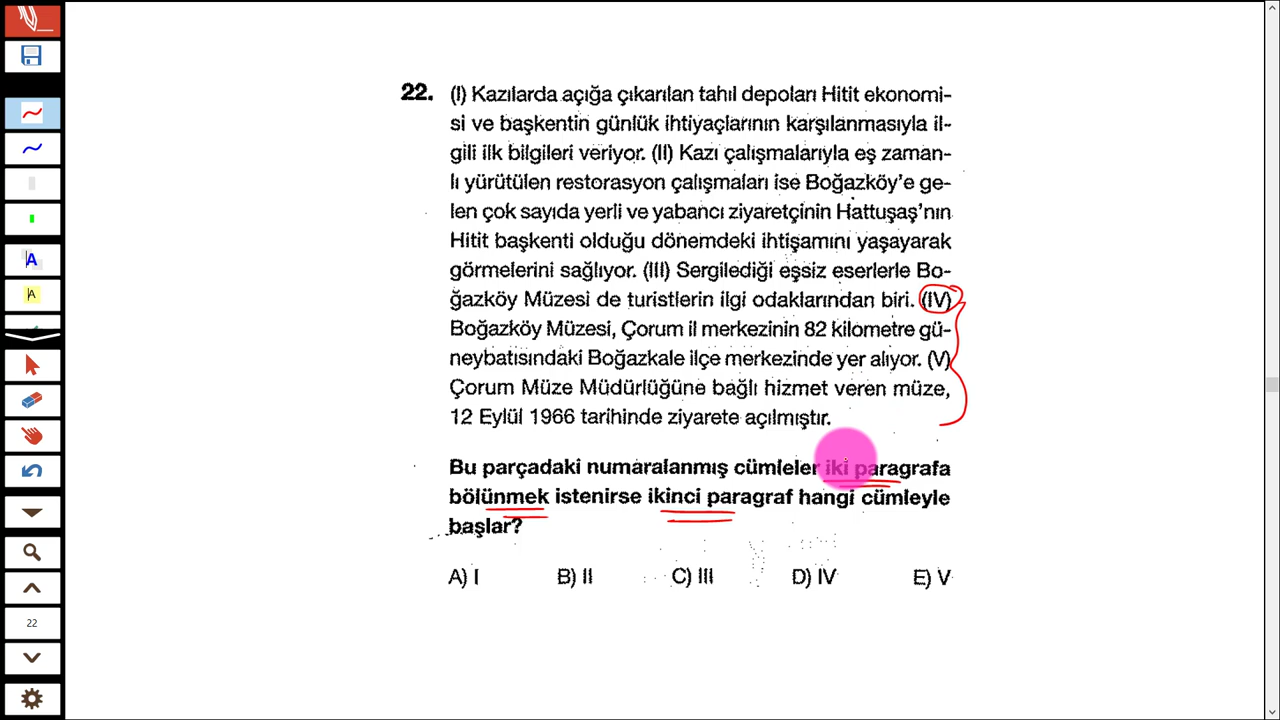 22. (I) Kazılarda açığa çıkarılan tahıl depoları Hitit ekonomi-
si ve başkentin günlük ihtiyaçlarının karşılanmasıyla il-
gili ilk bilgileri veriyor. (II) Kazı çalışmalarıyla eş zaman-
lı yürütülen restorasyon çalışmaları ise Boğazköy'e ge-
len çok sayıda yerli ve yabancı ziyaretçinin Hattuşaş'nın
Hitit başkenti olduğu dönemdeki ihtişamını yaşayarak
görmelerini sağlıyor. (III) Sergilediği eşsiz eserlerle Bo-
ğazköy Müzesi de turistlerin ilgi odaklarından biri. (IV)
Boğazköy Müzesi, Çorum il merkezinin 82 kilometre gü-
neybatısındaki Boğazkale ilçe merkezinde yer alıyor. (V)
Çorum Müze Müdürlüğüne bağlı hizmet veren müze,
12 Eylül 1966 tarihinde ziyarete açılmıştır.
Bu parçadaki numaralanmış cümleler iki paragrafa
bölünmek istenirse ikinci paragraf hangi cümleyle
başlar?
A) I B) II C) III D) IV E) V
A
A
22